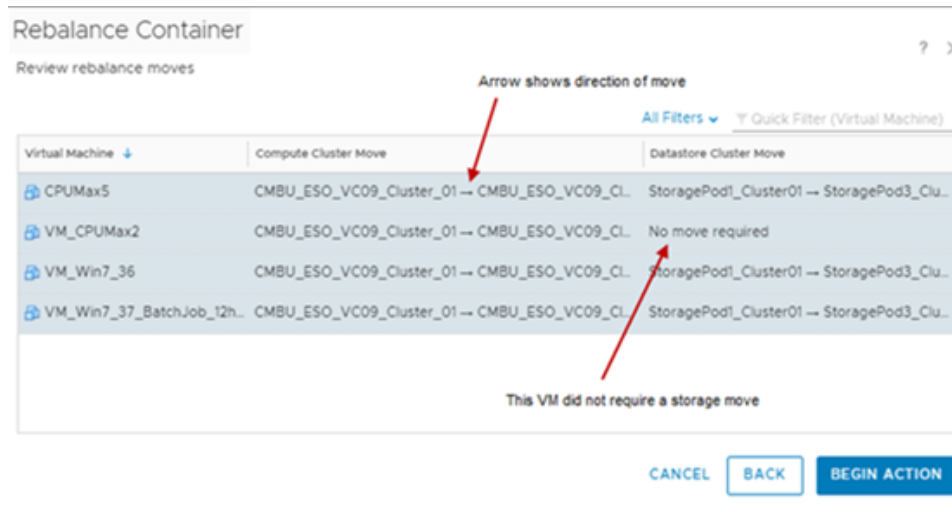 Rebalance Container
?
Review rebalance moves
Arrow shows direction of move
All Filters Quick Filter (Virtual Machine)
Virtual Machine Compute Cluster Move Datastore Cluster Move
CPUMax5 CMBU_ESO_VC09_Cluster_01→ CMBU_ESO_VC09_Cl... StoragePod1_Cluster01 → StoragePod3_Clu...
VM_CPUMax2 CMBU_ESO_VC09_Cluster_01→ CMBU_ESO_VC09_Cl... No move required
VM_Win7_36 CMBU_ESO_VC09_Cluster_01→ CMBU_ESO_VC09_Cl... StoragePod1_Cluster01 → StoragePod3_Clu...
VM_Win7_37_BatchJob_12h... CMBU_ESO_VC09_Cluster_01→ CMBU_ESO_VC09_Cl... StoragePod1_Cluster01 → StoragePod3_Clu...
This VM did not require a storage move
CANCEL BACK BEGIN ACTION